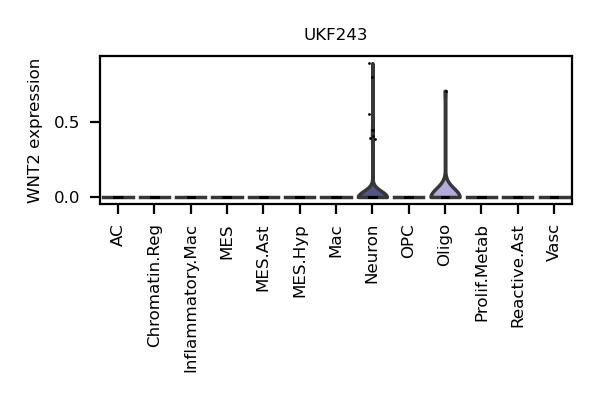 UKF243
WNT2 expression
0.5
0.0
AC
Chromatin.Reg
Inflammatory.Mac
MES
MES.Ast
MES.Hyp
Mac
Neuron
OPC
Oligo
Prolif.Metab
Reactive.Ast
Vasc